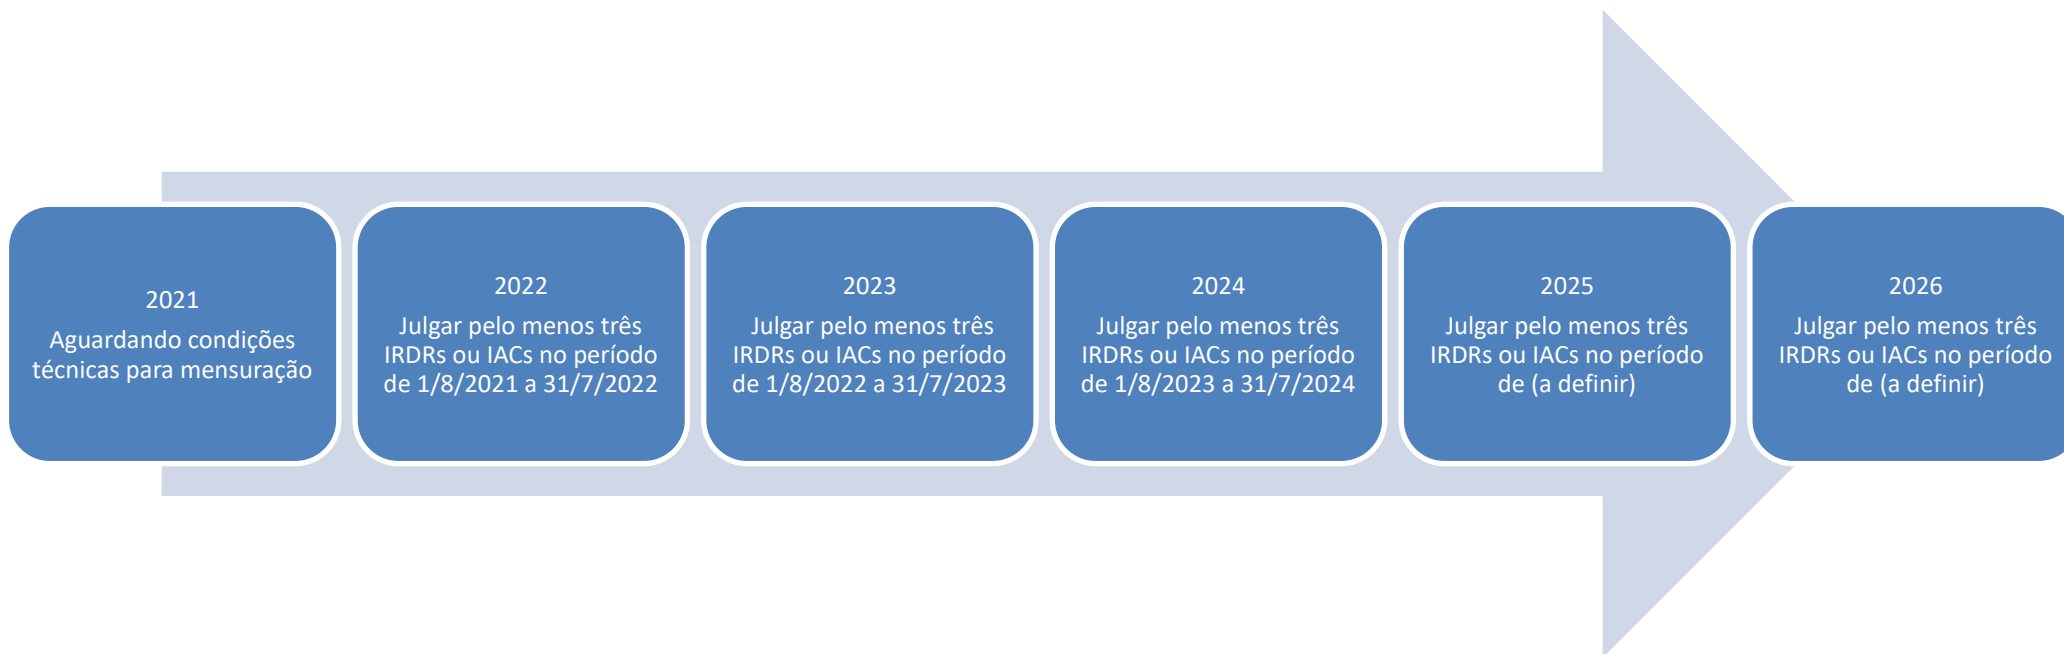 2021
Aguardando condições
técnicas para mensuração
2022
Julgar pelo menos três
IRDRs ou IACs no período
de 1/8/2021 a 31/7/2022
2023
Julgar pelo menos três
IRDRs ou IACs no período
de 1/8/2022 a 31/7/2023
2024
Julgar pelo menos três
IRDRs ou IACs no período
de 1/8/2023 a 31/7/2024
2025
Julgar pelo menos três
IRDRs ou IACs no período
de (a definir)
2026
Julgar pelo menos três
IRDRs ou IACs no período
de (a definir)